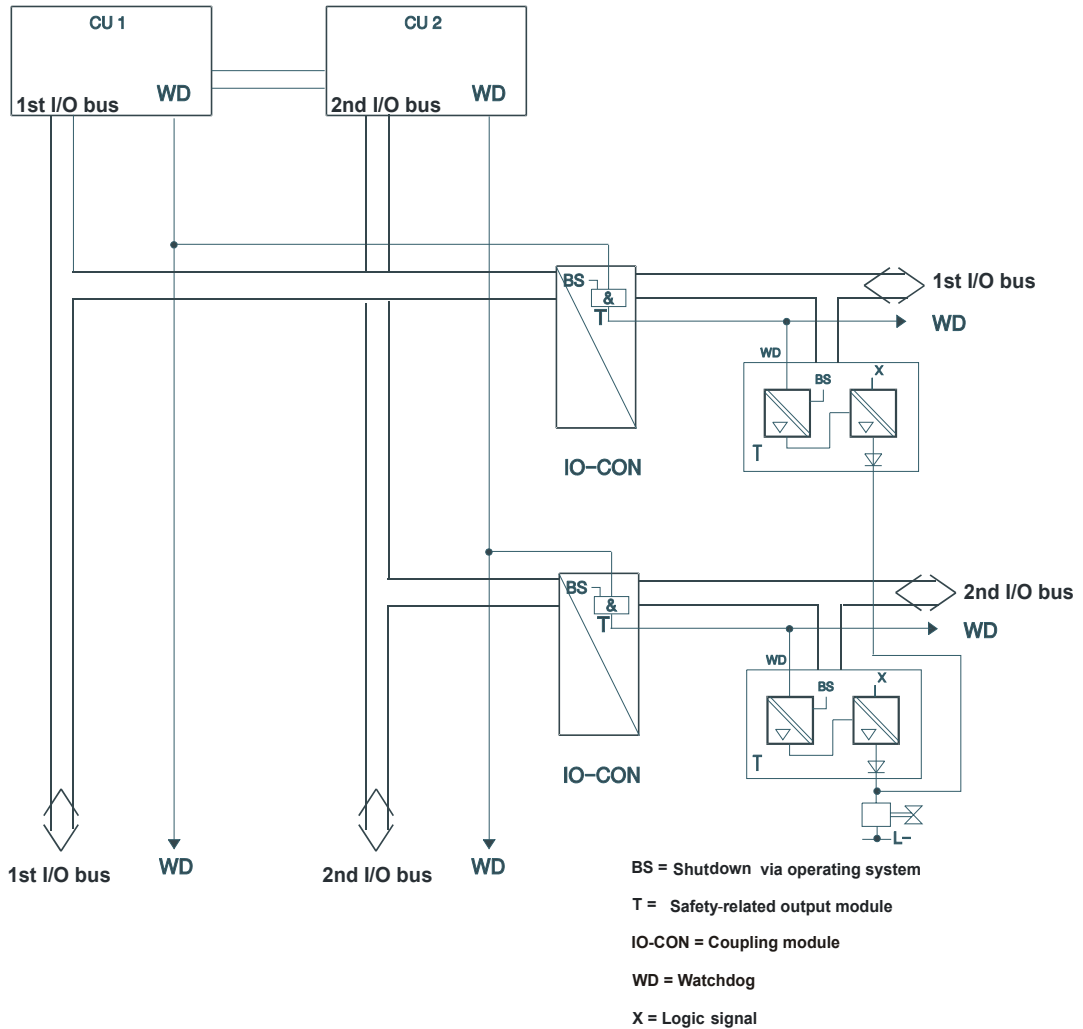 CU 1
CU 2
WD
WD
1st I/O bus
2nd I/O bus
BS
&
T
1st I/O bus
WD
WD
BS
X
T
IO-CON
BS
&
T
2nd I/O bus
WD
WD
BS
X
T
IO-CON
L-
1st I/O bus
WD
2nd I/O bus
WD
BS = Shutdown via operating system
T = Safety-related output module
IO-CON = Coupling module
WD = Watchdog
X = Logic signal